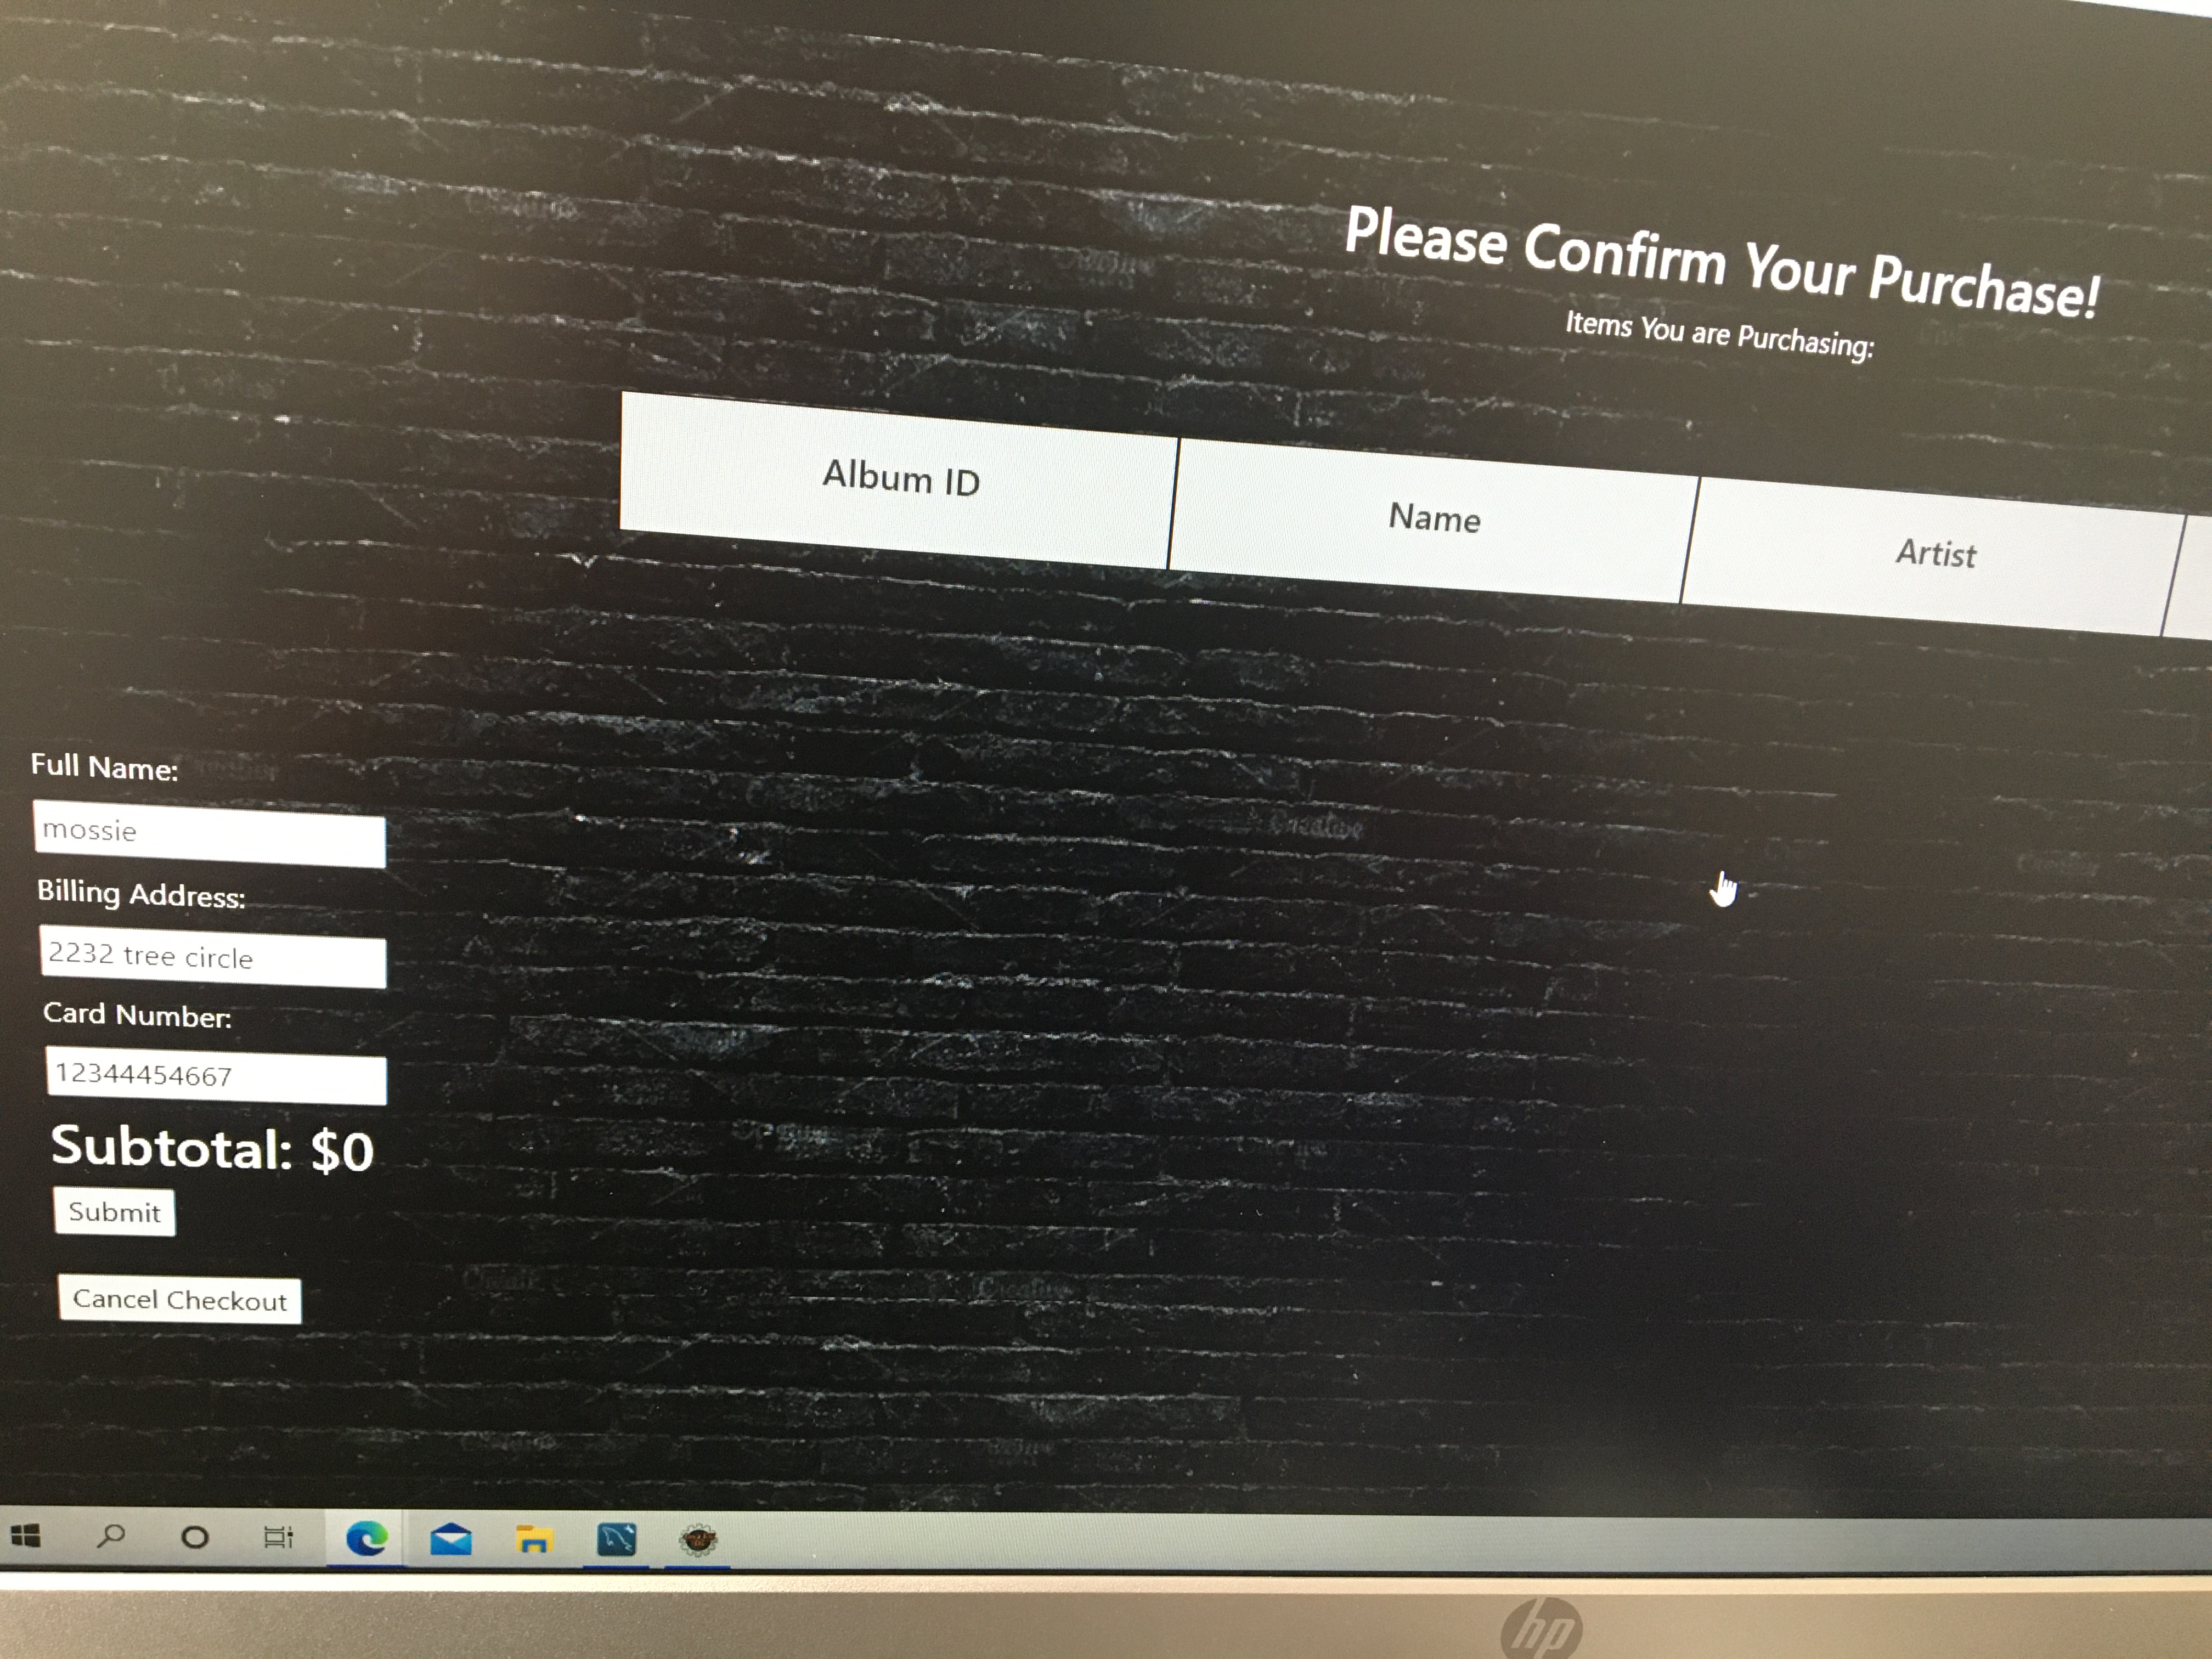 Please Confirm Your Purchase!
Items You are Purchasing:
Album ID Name Artist
Full Name:
mossie
Billing Address:
2232 tree circle
Card Number:
12344454667
Subtotal: $0
Submit
Cancel Checkout
hp